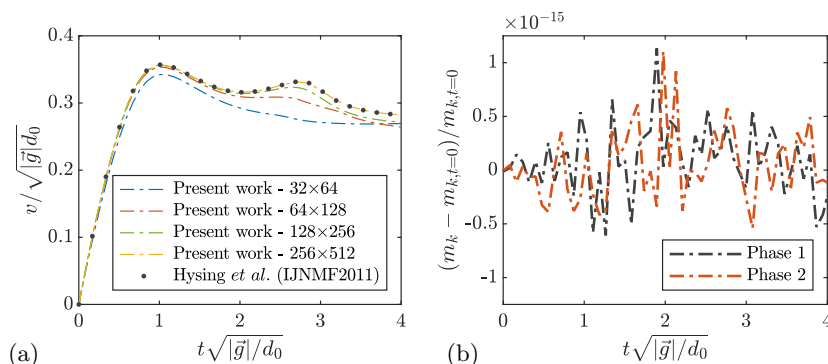 0.4
0.3
0.2
0.1
0
v/√|g⃗|d₀
Present work - 32×64
Present work - 64×128
Present work - 128×256
Present work - 256×512
Hysing et al. (IJNMF2011)
0 1 2 3 4
t√|g⃗|/d₀
(a)
×10⁻¹⁵
1
0.5
0
-0.5
-1
(m_k − m_{k,t=0})/m_{k,t=0}
Phase 1
Phase 2
0 1 2 3 4
t√|g⃗|/d₀
(b)